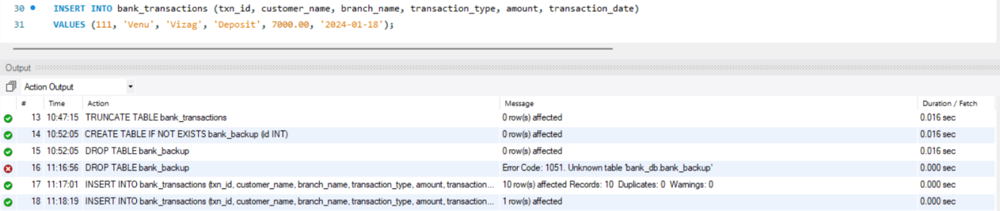 30 INSERT INTO bank_transactions (txn_id, customer_name, branch_name, transaction_type, amount, transaction_date)
31 VALUES (111, 'Venu', 'Vizag', 'Deposit', 7000.00, '2024-01-18');
Output
Action Output
# Time Action Message Duration / Fetch
13 10:47:15 TRUNCATE TABLE bank_transactions 0 row(s) affected 0.016 sec
14 10:52:05 CREATE TABLE IF NOT EXISTS bank_backup (id INT) 0 row(s) affected 0.016 sec
15 10:52:05 DROP TABLE bank_backup 0 row(s) affected 0.016 sec
16 11:16:56 DROP TABLE bank_backup Error Code: 1051. Unknown table 'bank_db.bank_backup' 0.000 sec
17 11:17:01 INSERT INTO bank_transactions (txn_id, customer_name, branch_name, transaction_type, amount, transaction... 10 row(s) affected Records: 10 Duplicates: 0 Warnings: 0 0.000 sec
18 11:18:19 INSERT INTO bank_transactions (txn_id, customer_name, branch_name, transaction_type, amount, transaction... 1 row(s) affected 0.000 sec